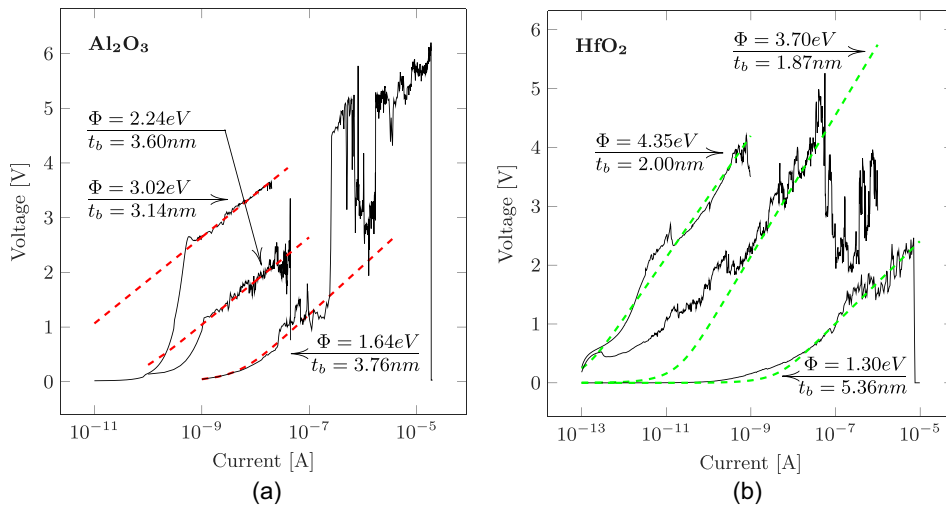 Al₂O₃
Voltage [V]
6
5
4
3
2
1
0
Φ = 2.24eV
t_b = 3.60nm
Φ = 3.02eV
t_b = 3.14nm
Φ = 1.64eV
t_b = 3.76nm
10⁻¹¹ 10⁻⁹ 10⁻⁷ 10⁻⁵
Current [A]
(a)
HfO₂
Voltage [V]
6
5
4
3
2
1
0
Φ = 3.70eV
t_b = 1.87nm
Φ = 4.35eV
t_b = 2.00nm
Φ = 1.30eV
t_b = 5.36nm
10⁻¹³ 10⁻¹¹ 10⁻⁹ 10⁻⁷ 10⁻⁵
Current [A]
(b)